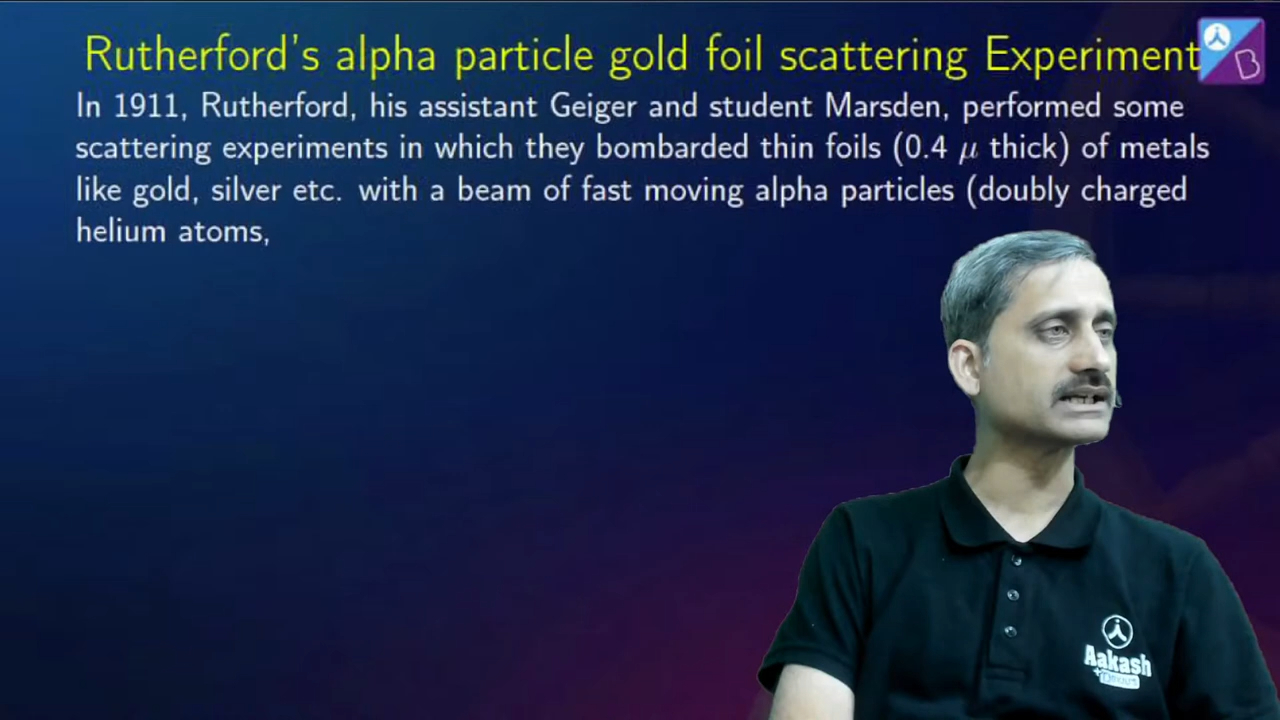 Rutherford's alpha particle gold foil scattering Experiment
In 1911, Rutherford, his assistant Geiger and student Marsden, performed some
scattering experiments in which they bombarded thin foils (0.4 μ thick) of metals
like gold, silver etc. with a beam of fast moving alpha particles (doubly charged
helium atoms,
B
Aakash